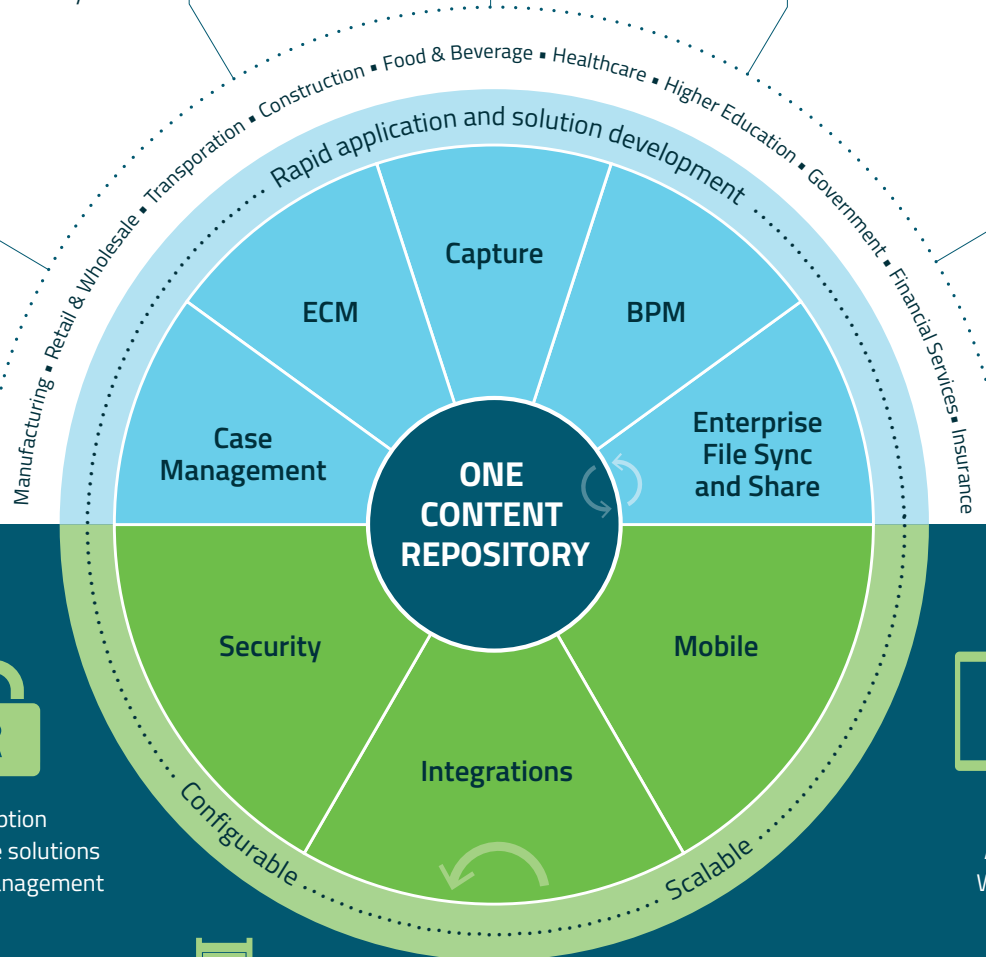 Manufacturing ▪ Retail & Wholesale ▪ Transporation ▪ Construction ▪ Food & Beverage ▪ Healthcare ▪ Higher Education ▪ Government ▪ Financial Services ▪ Insurance
Rapid application and solution development
Capture
ECM
BPM
Case
Management
Enterprise
File Sync
and Share
ONE
CONTENT
REPOSITORY
Security
Mobile
Integrations
Configurable
Scalable
solutions